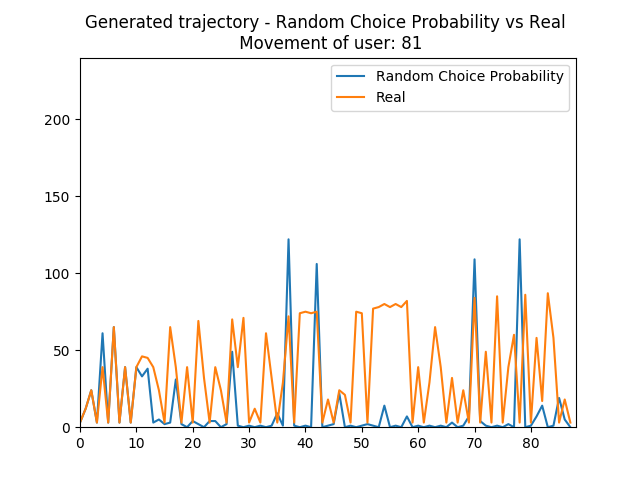 Generated trajectory - Random Choice Probability vs Real
Movement of user: 81
Random Choice Probability
Real
200
150
100
50
0
0 10 20 30 40 50 60 70 80